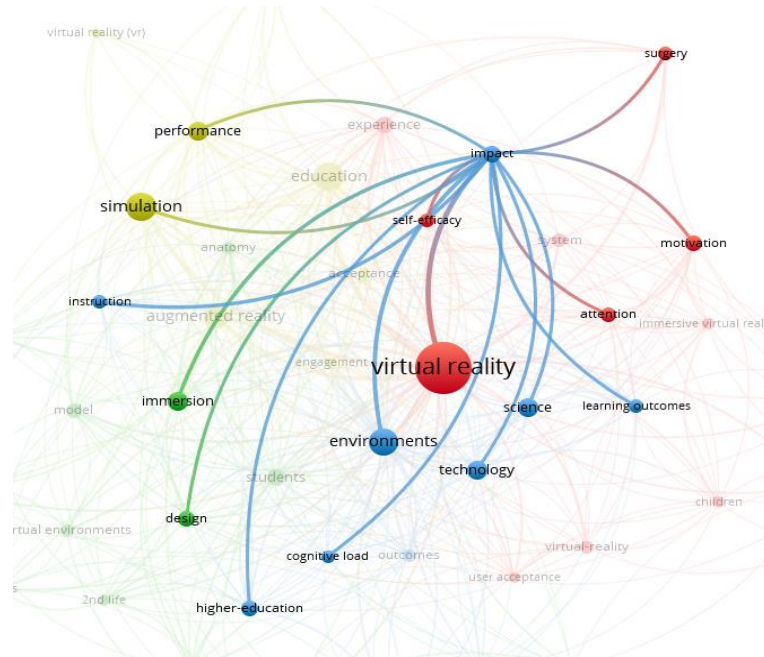 virtual reality (vr)
surgery
performance
experience
impact
education
simulation
self-efficacy
system
motivation
anatomy
acceptance
instruction
augmented reality
attention
immersive virtual real
engagement
virtual reality
immersion
model
science
learning outcomes
environments
technology
students
children
design
rtual environments
cognitive load
outcomes
virtual-reality
user acceptance
s
2nd life
higher-education